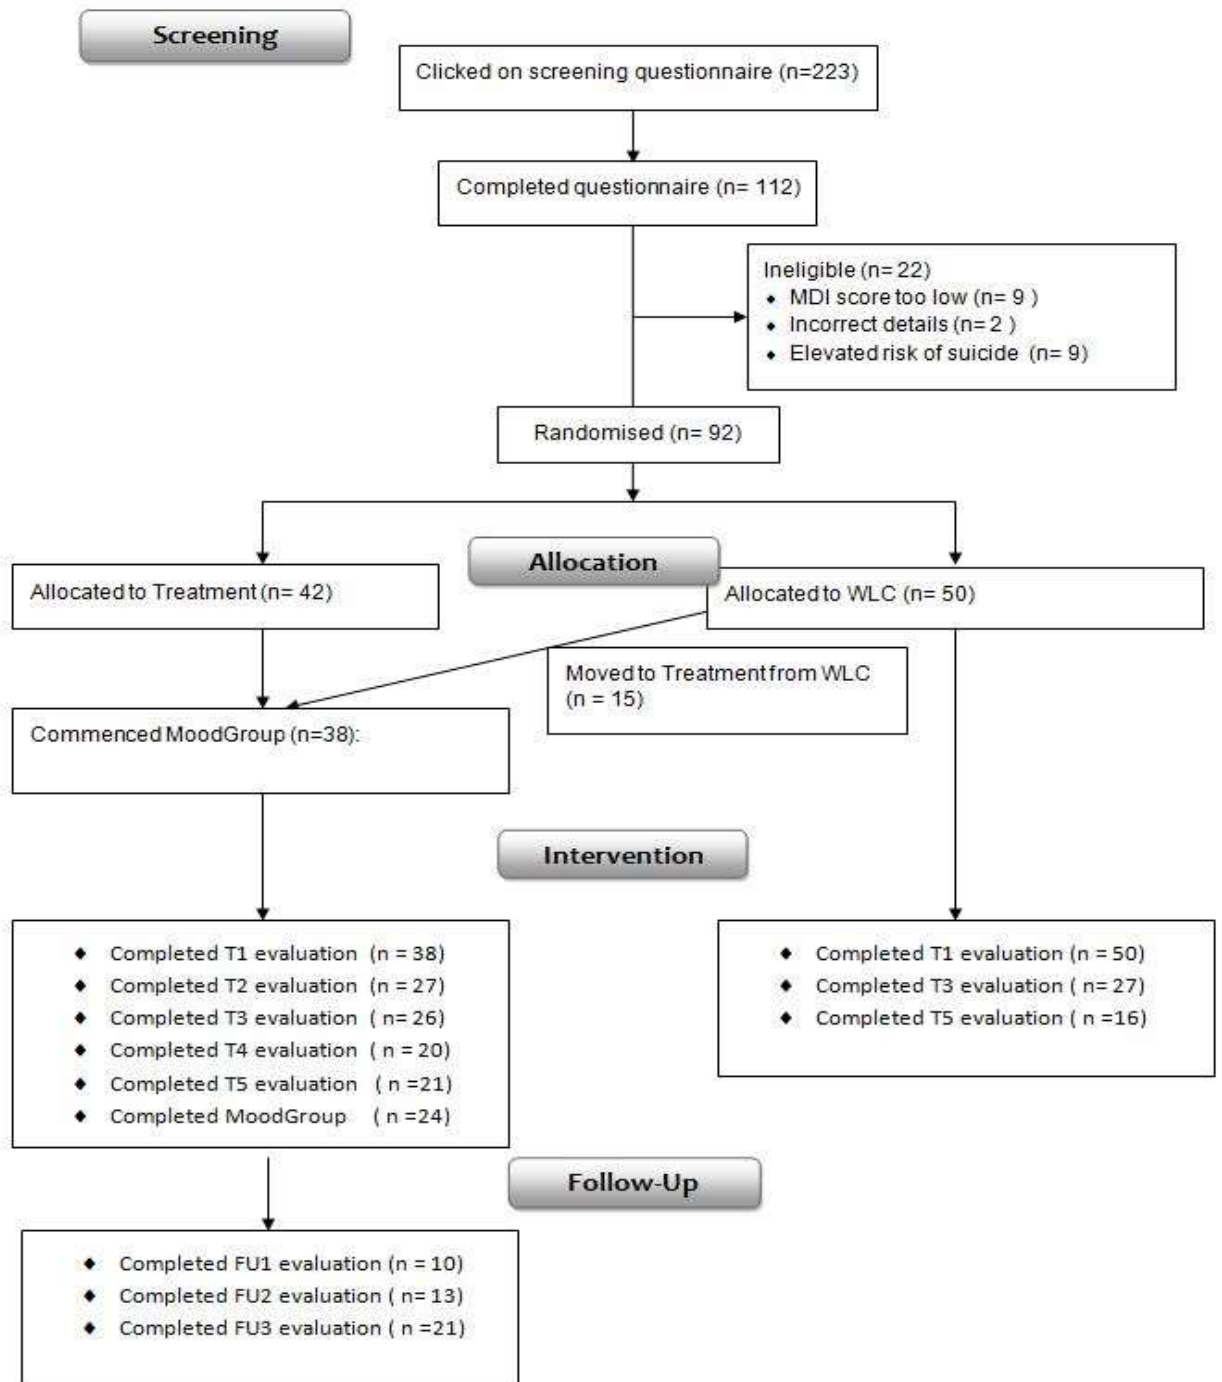 Screening
Clicked on screening questionnaire (n=223)
Completed questionnaire (n= 112)
Ineligible (n= 22)
♦ MDI score too low (n= 9 )
♦ Incorrect details (n= 2 )
♦ Elevated risk of suicide (n= 9)
Randomised (n= 92)
Allocation
Allocated to Treatment (n= 42)
Allocated to WLC (n= 50)
Moved to Treatment from WLC
(n = 15)
Commenced MoodGroup (n=38):
Intervention
♦ Completed T1 evaluation (n = 38)
♦ Completed T2 evaluation (n = 27)
♦ Completed T3 evaluation ( n= 26)
♦ Completed T4 evaluation ( n = 20)
♦ Completed T5 evaluation ( n =21)
♦ Completed MoodGroup ( n =24)
♦ Completed T1 evaluation (n = 50)
♦ Completed T3 evaluation ( n= 27)
♦ Completed T5 evaluation ( n =16)
Follow-Up
♦ Completed FU1 evaluation (n = 10)
♦ Completed FU2 evaluation ( n = 13)
♦ Completed FU3 evaluation ( n =21)